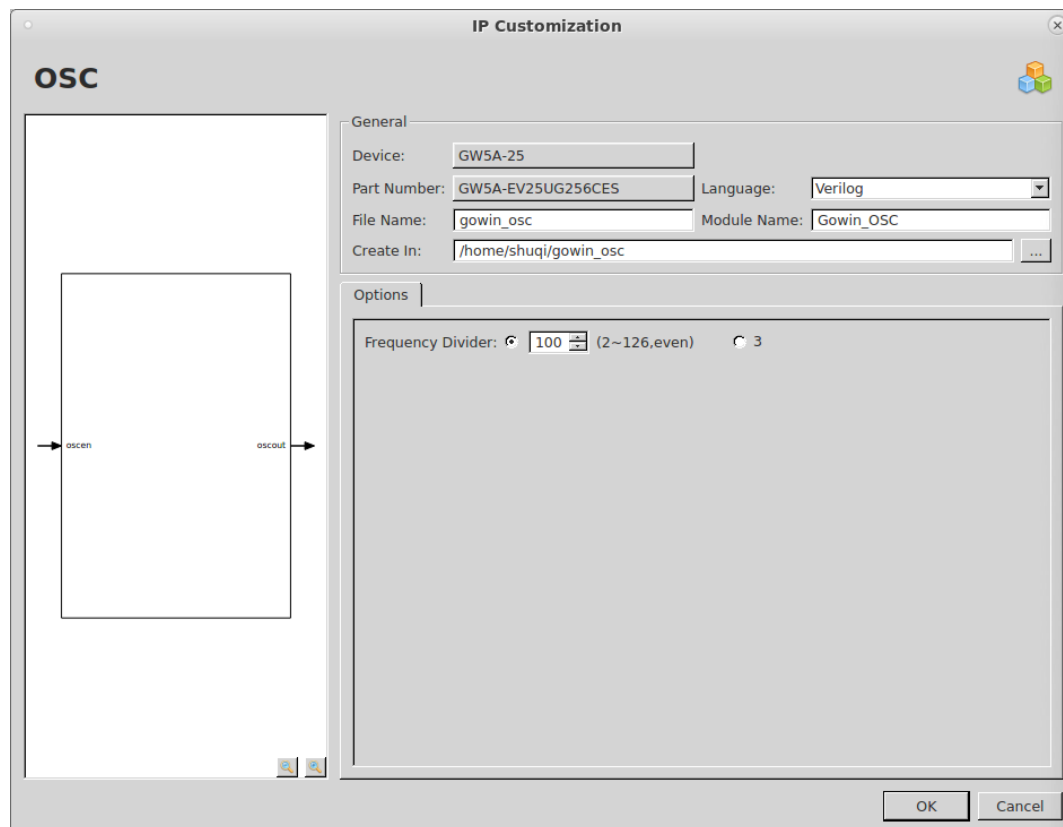 IP Customization
OSC
General
Device: GW5A-25
Part Number: GW5A-EV25UG256CES Language: Verilog
File Name: gowin_osc Module Name: Gowin_OSC
Create In: /home/shuqi/gowin_osc ...
Options
Frequency Divider: 100 (2~126,even) 3
oscen oscout
OK Cancel